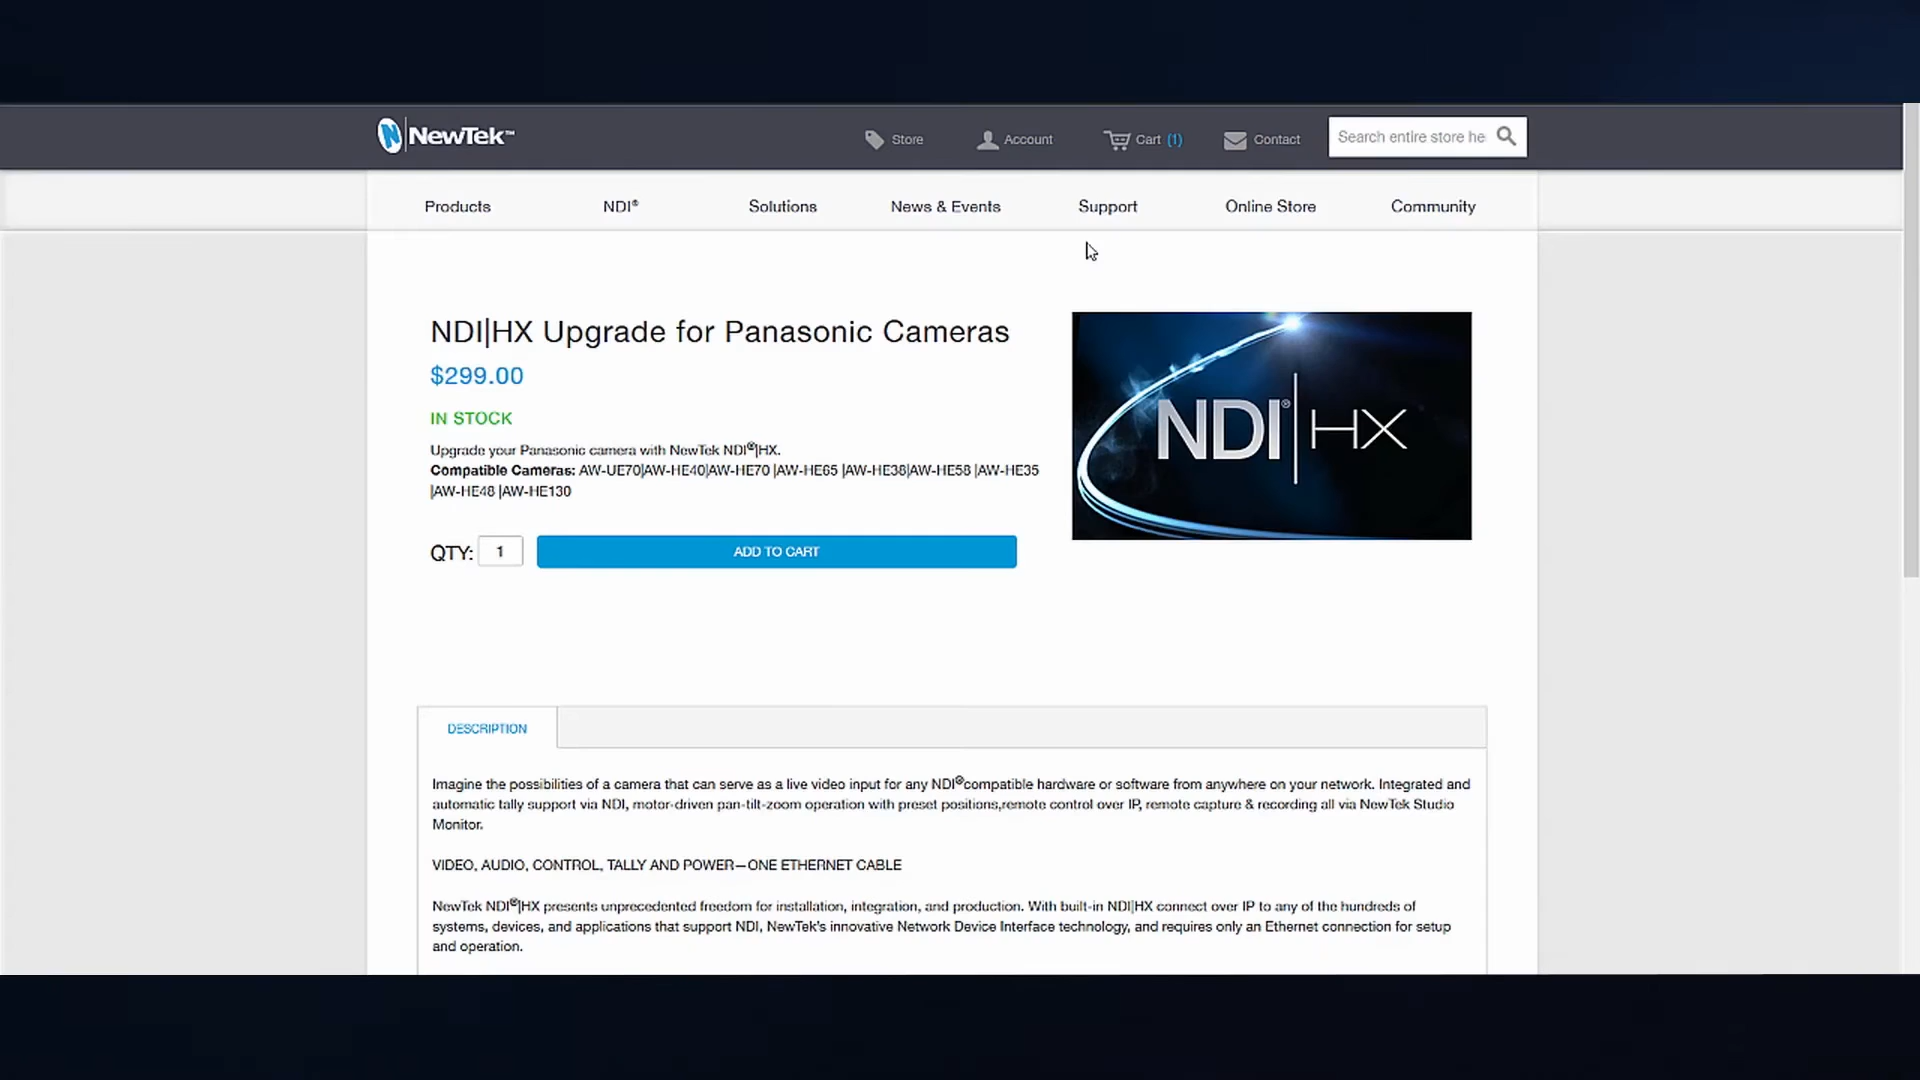 NewTek™
Store
Account
Cart (1)
Contact
Search entire store he
Products
NDI®
Solutions
News & Events
Support
Online Store
Community
NDI|HX Upgrade for Panasonic Cameras
$299.00
IN STOCK
Upgrade your Panasonic camera with NewTek NDI®|HX.
Compatible Cameras: AW-UE70|AW-HE40|AW-HE70 |AW-HE65 |AW-HE38|AW-HE58 |AW-HE35
|AW-HE48 |AW-HE130
QTY: 1
ADD TO CART
NDI®|HX
DESCRIPTION
Imagine the possibilities of a camera that can serve as a live video input for any NDI®compatible hardware or software from anywhere on your network. Integrated and
automatic tally support via NDI, motor-driven pan-tilt-zoom operation with preset positions,remote control over IP, remote capture & recording all via NewTek Studio
Monitor.
VIDEO, AUDIO, CONTROL, TALLY AND POWER—ONE ETHERNET CABLE
NewTek NDI®|HX presents unprecedented freedom for installation, integration, and production. With built-in NDI|HX connect over IP to any of the hundreds of
systems, devices, and applications that support NDI, NewTek's innovative Network Device Interface technology, and requires only an Ethernet connection for setup
and operation.